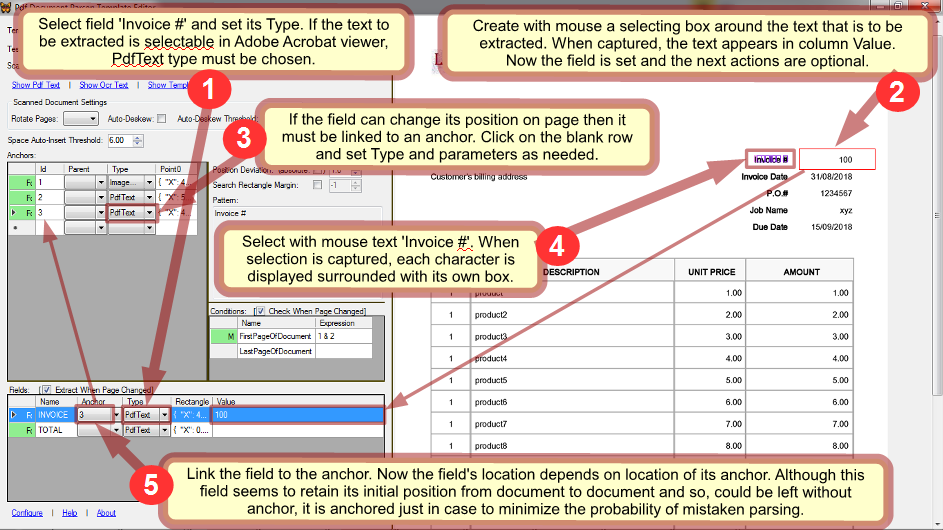 Pdf Document Parser Template Editor
Select field 'Invoice #' and set its Type. If the text to
be extracted is selectable in Adobe Acrobat viewer,
PdfText type must be chosen.
Create with mouse a selecting box around the text that is to be
extracted. When captured, the text appears in column Value.
Now the field is set and the next actions are optional.
L
Show Pdf Text | Show Ocr Text | Show Templ
1
2
Scanned Document Settings
Rotate Pages: Auto-Deskew: Auto-Deskew Threshold:
Space Auto-Insert Threshold: 6.00
3
If the field can change its position on page then it
must be linked to an anchor. Click on the blank row
and set Type and parameters as needed.
Anchors:
Id Parent Type Point0
1 Image... { "X": 4...
2 PdfText { "X": 5...
3 PdfText { "X": 4...
Position Deviation: (absolute: ) 1.0
Search Rectangle Margin: -1
Pattern:
Invoice #
Customer's billing address
Invoice # 100
Invoice Date 31/08/2018
P.O.# 1234567
Job Name xyz
Due Date 15/09/2018
4
Select with mouse text 'Invoice #'. When
selection is captured, each character is
displayed surrounded with its own box.
DESCRIPTION UNIT PRICE AMOUNT
1 product 1.00 1.00
1 product2 2.00 2.00
1 product3 3.00 3.00
1 product4 4.00 4.00
1 product5 5.00 5.00
1 product6 6.00 6.00
1 product7 7.00 7.00
1 product8 8.00 8.00
Conditions: [ Check When Page Changed]
Name Expression
M FirstPageOfDocument 1 & 2
LastPageOfDocument
Fields: [ Extract When Page Changed]
Name Anchor Type Rectangle Value
INVOICE 3 PdfText { "X": 4... 100
TOTAL PdfText { "X": 0....
5
Link the field to the anchor. Now the field's location depends on location of its anchor. Although this
field seems to retain its initial position from document to document and so, could be left without
anchor, it is anchored just in case to minimize the probability of mistaken parsing.
Configure | Help | About